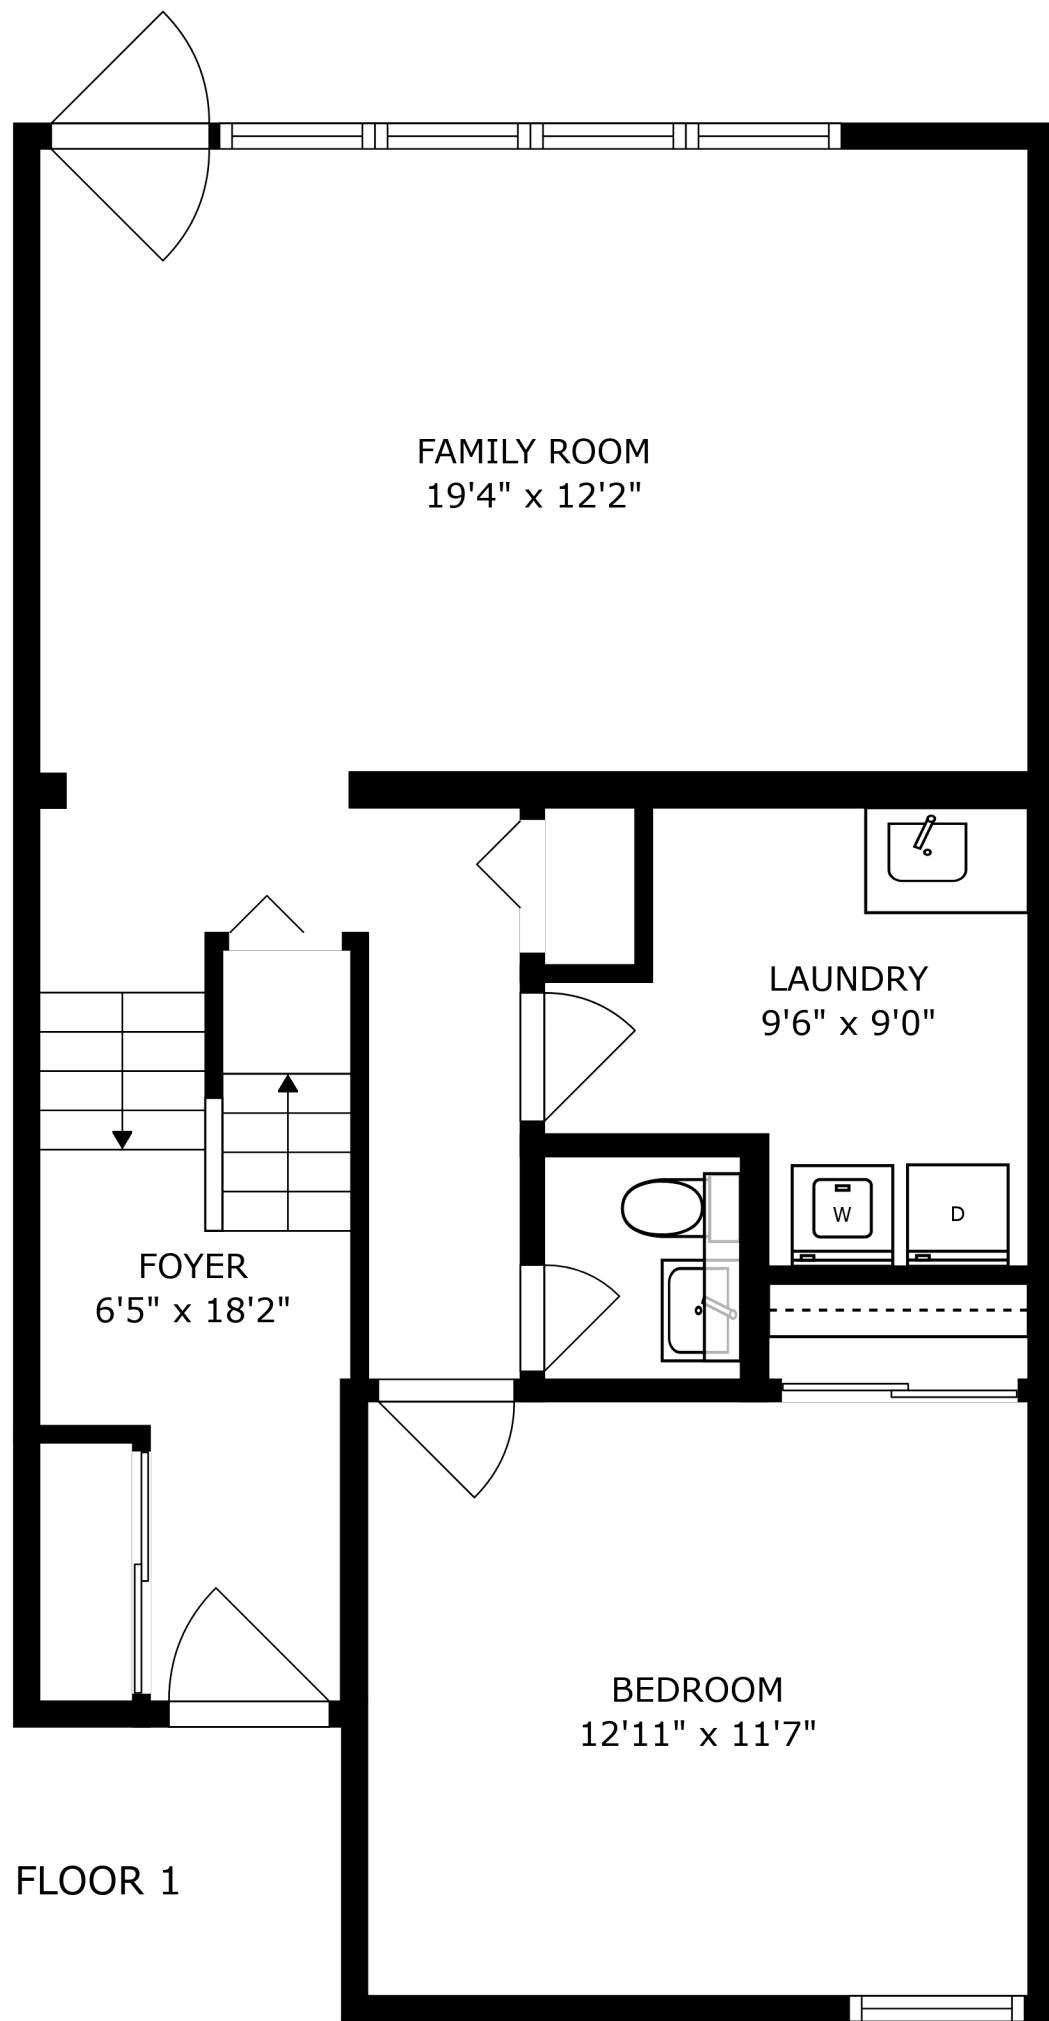 FAMILY ROOM
19'4" x 12'2"
LAUNDRY
9'6" x 9'0"
W
D
FOYER
6'5" x 18'2"
BEDROOM
12'11" x 11'7"
FLOOR 1